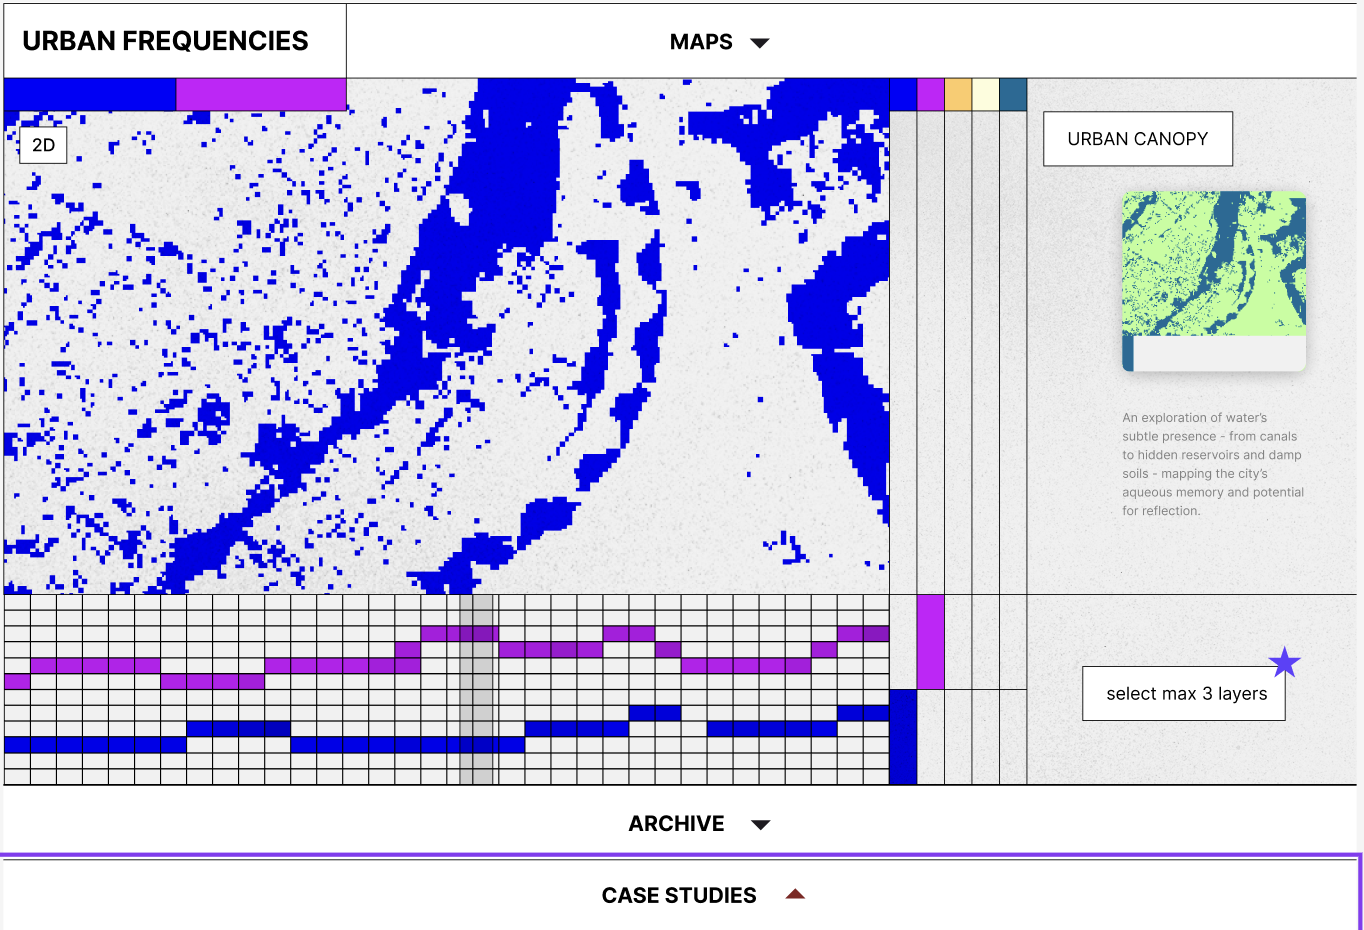 URBAN FREQUENCIES
MAPS
2D
URBAN CANOPY
An exploration of water's
subtle presence - from canals
to hidden reservoirs and damp
soils - mapping the city's
aqueous memory and potential
for reflection.
select max 3 layers
ARCHIVE
CASE STUDIES